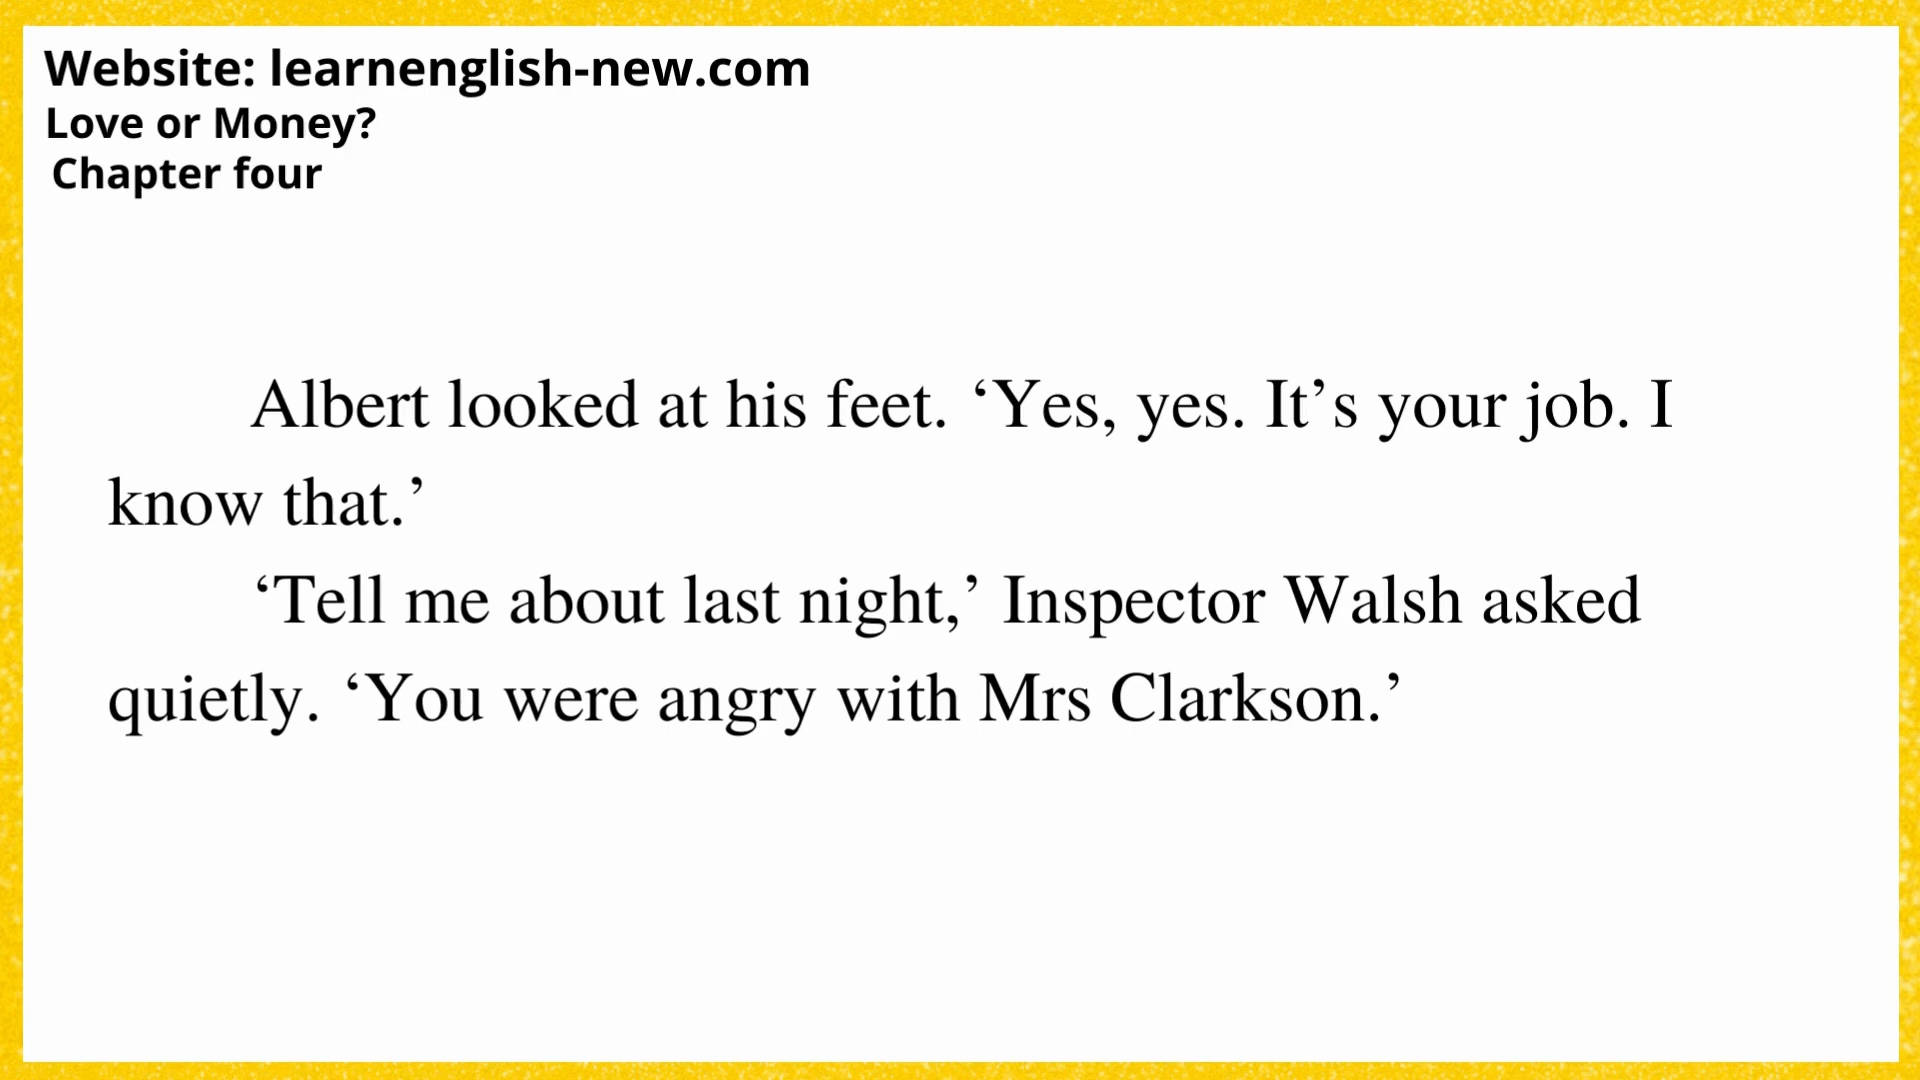 Website: learnenglish-new.com
Love or Money?
Chapter four
Albert looked at his feet. ‘Yes, yes. It’s your job. I
know that.’
‘Tell me about last night,’ Inspector Walsh asked
quietly. ‘You were angry with Mrs Clarkson.’